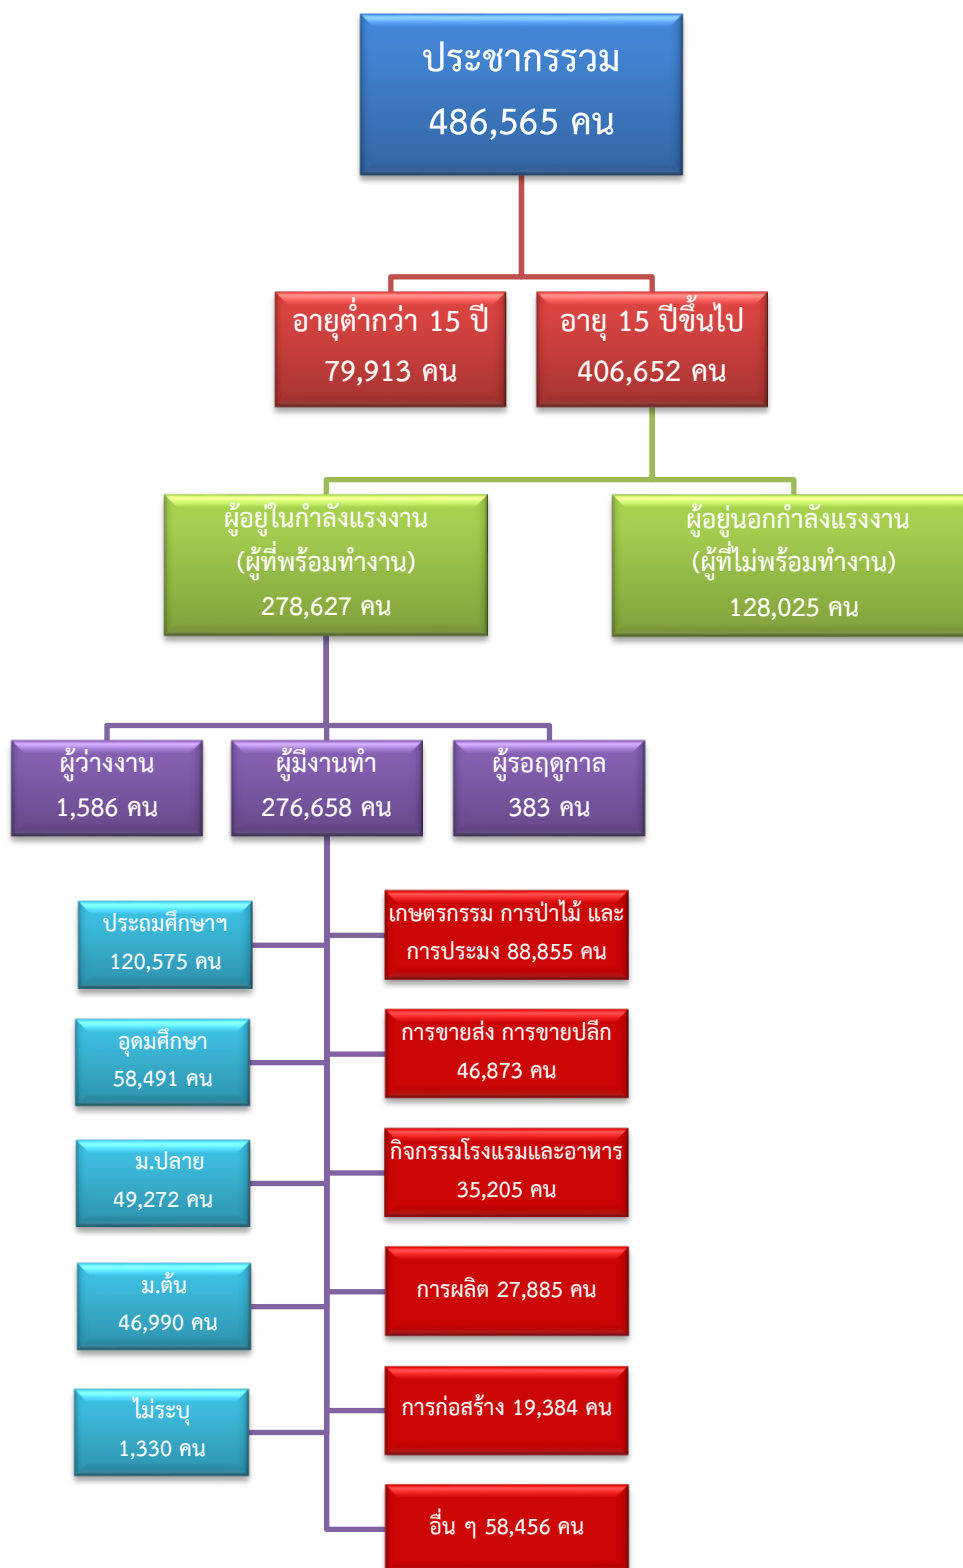 ประชากรรวม
486,565 คน
อายุต่ำกว่า 15 ปี
79,913 คน
อายุ 15 ปีขึ้นไป
406,652 คน
ผู้อยู่ในกำลังแรงงาน
(ผู้ที่พร้อมทำงาน)
278,627 คน
ผู้อยู่นอกกำลังแรงงาน
(ผู้ที่ไม่พร้อมทำงาน)
128,025 คน
ผู้ว่างงาน
1,586 คน
ผู้มีงานทำ
276,658 คน
ผู้รอฤดูกาล
383 คน
ประถมศึกษาฯ
120,575 คน
อุดมศึกษา
58,491 คน
ม.ปลาย
49,272 คน
ม.ต้น
46,990 คน
ไม่ระบุ
1,330 คน
เกษตรกรรม การป่าไม้ และ
การประมง 88,855 คน
การขายส่ง การขายปลีก
46,873 คน
กิจกรรมโรงแรมและอาหาร
35,205 คน
การผลิต 27,885 คน
การก่อสร้าง 19,384 คน
อื่น ๆ 58,456 คน